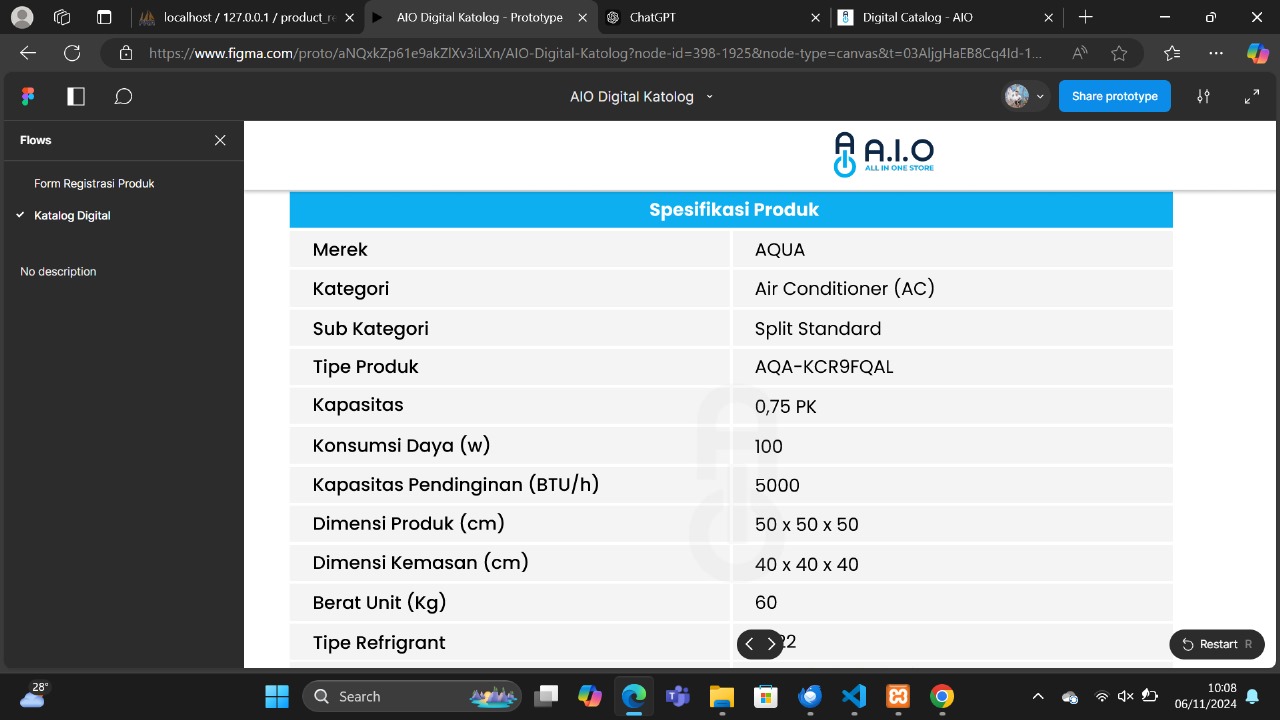 localhost / 127.0.0.1 / product_re
AIO Digital Katolog - Prototype
ChatGPT
Digital Catalog - AIO
https://www.figma.com/proto/aNQxkZp61e9akZlXv3iLXn/AIO-Digital-Katolog?node-id=398-1925&node-type=canvas&t=03AljgHaEB8Cq4Id-1...
AIO Digital Katolog
Share prototype
Flows
Form Registrasi Produk
Katalog Digital
No description
A.I.O
ALL IN ONE STORE
Spesifikasi Produk
Merek AQUA
Kategori Air Conditioner (AC)
Sub Kategori Split Standard
Tipe Produk AQA-KCR9FQAL
Kapasitas 0,75 PK
Konsumsi Daya (w) 100
Kapasitas Pendinginan (BTU/h) 5000
Dimensi Produk (cm) 50 x 50 x 50
Dimensi Kemasan (cm) 40 x 40 x 40
Berat Unit (Kg) 60
Tipe Refrigrant
Restart R
28°
Search
10:08
06/11/2024